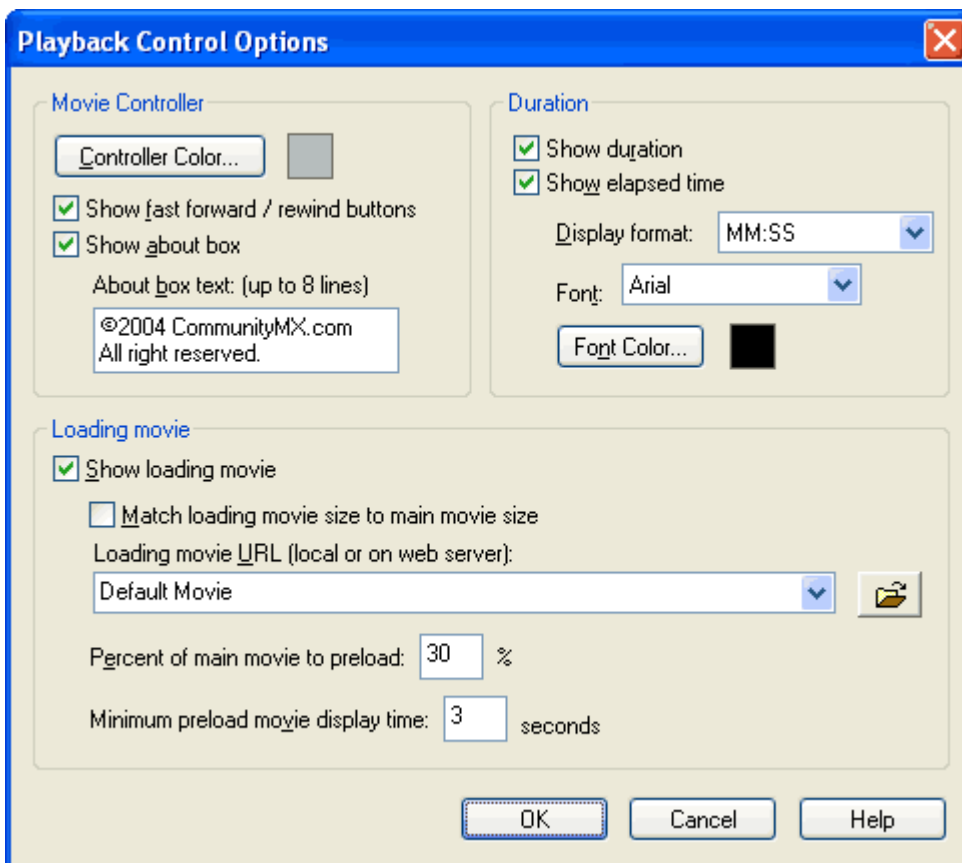 Playback Control Options
Movie Controller
Controller Color...
Show fast forward / rewind buttons
Show about box
About box text: (up to 8 lines)
©2004 CommunityMX.com
All right reserved.
Duration
Show duration
Show elapsed time
Display format: MM:SS
Font: Arial
Font Color...
Loading movie
Show loading movie
Match loading movie size to main movie size
Loading movie URL (local or on web server):
Default Movie
Percent of main movie to preload: 30 %
Minimum preload movie display time: 3 seconds
OK Cancel Help